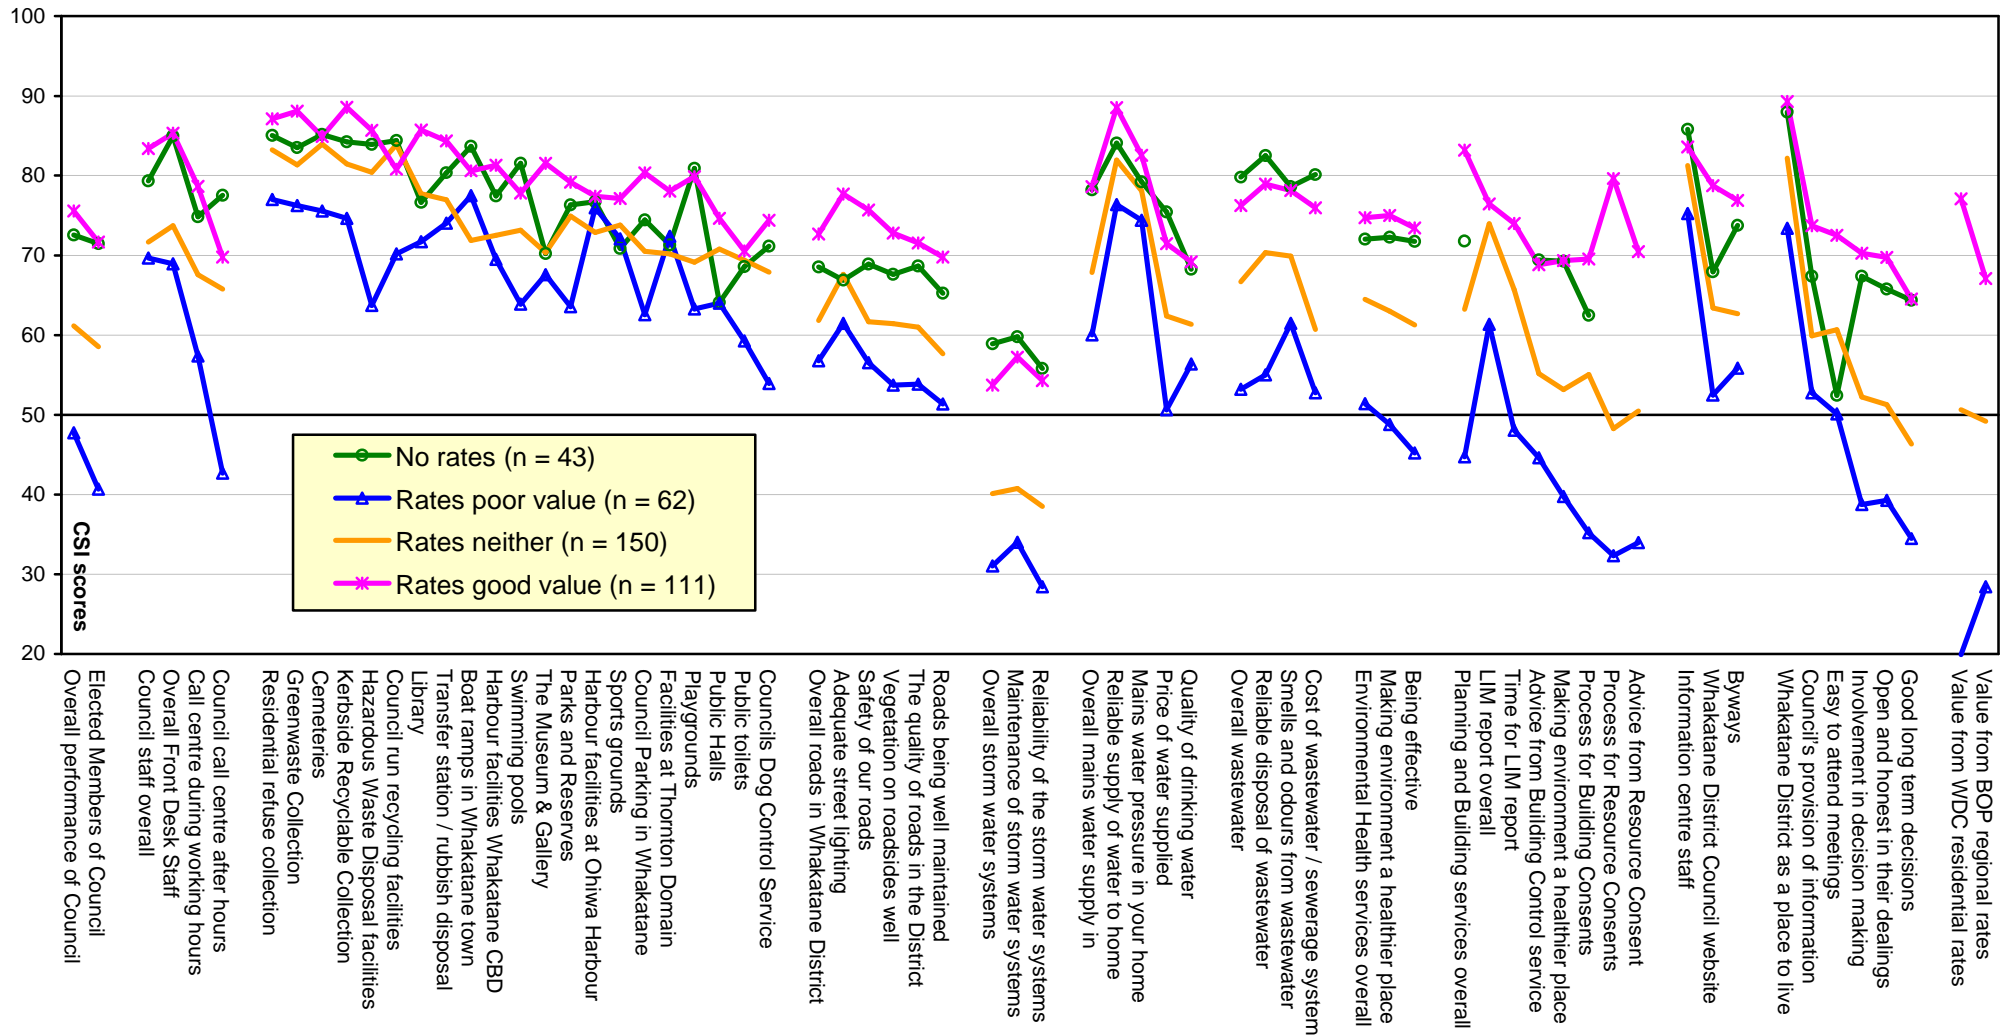 100
90
80
70
60
50
40
30
20
CSI scores
No rates (n = 43)
Rates poor value (n = 62)
Rates neither (n = 150)
Rates good value (n = 111)
Overall performance of Council
Elected Members of Council
Council staff overall
Overall Front Desk Staff
Call centre during working hours
Council call centre after hours
Residential refuse collection
Greenwaste Collection
Cemeteries
Kerbside Recyclable Collection
Hazardous Waste Disposal facilities
Council run recycling facilities
Library
Transfer station / rubbish disposal
Boat ramps in Whakatane town
Harbour facilities Whakatane CBD
Swimming pools
The Museum & Gallery
Parks and Reserves
Harbour facilities at Ohiwa Harbour
Sports grounds
Council Parking in Whakatane
Facilities at Thornton Domain
Playgrounds
Public Halls
Public toilets
Councils Dog Control Service
Overall roads in Whakatane District
Adequate street lighting
Safety of our roads
Vegetation on roadsides well
The quality of roads in the District
Roads being well maintained
Overall storm water systems
Maintenance of storm water systems
Reliability of the storm water systems
Overall mains water supply in
Reliable supply of water to home
Mains water pressure in your home
Price of water supplied
Quality of drinking water
Overall wastewater
Reliable disposal of wastewater
Smells and odours from wastewater
Cost of wastewater / sewerage system
Environmental Health services overall
Making environment a healthier place
Being effective
Planning and Building services overall
LIM report overall
Time for LIM report
Advice from Building Control service
Making environment a healthier place
Process for Building Consents
Process for Resource Consents
Advice from Resource Consent
Information centre staff
Whakatane District Council website
Byways
Whakatane District as a place to live
Council's provision of information
Easy to attend meetings
Involvement in decision making
Open and honest in their dealings
Good long term decisions
Value from WDC residential rates
Value from BOP regional rates